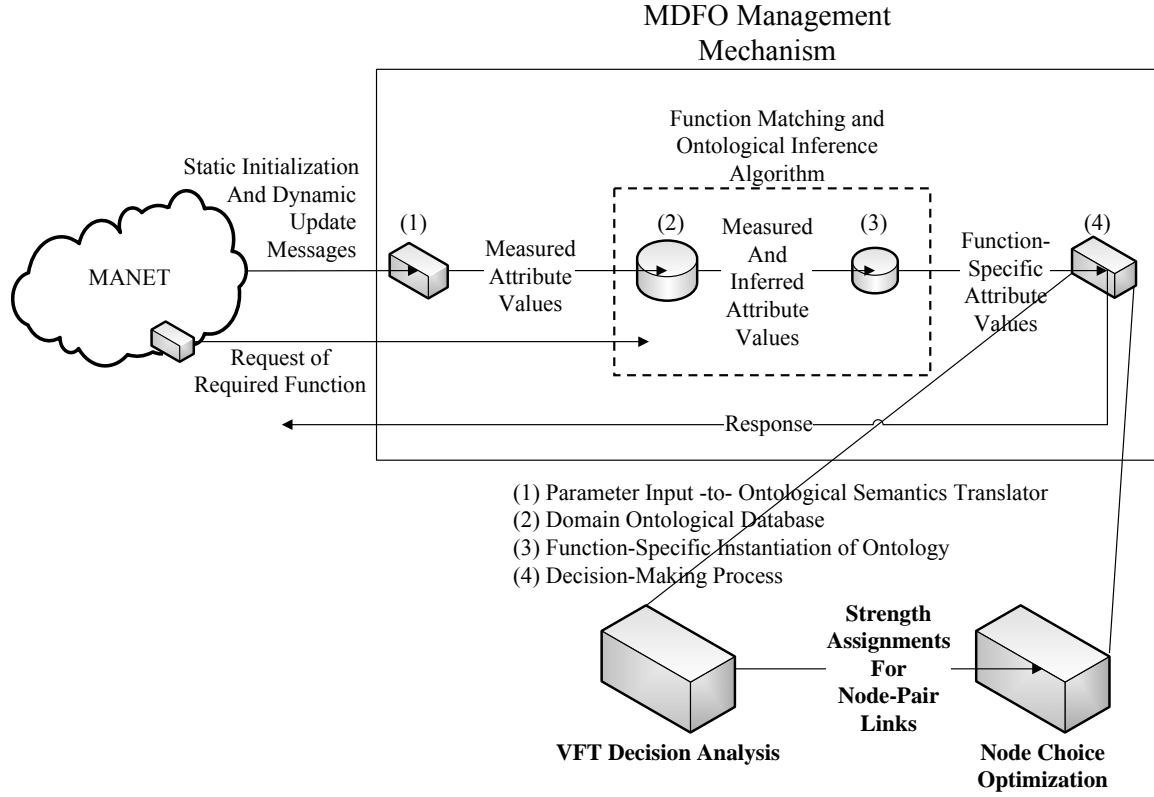 MDFO Management
Mechanism
Function Matching and
Ontological Inference
Algorithm
Static Initialization
And Dynamic
Update
Messages
(1)
(2)
(3)
(4)
MANET
Measured
Attribute
Values
Measured
And
Inferred
Attribute
Values
Function-
Specific
Attribute
Values
Request of
Required Function
Response
(1) Parameter Input -to- Ontological Semantics Translator
(2) Domain Ontological Database
(3) Function-Specific Instantiation of Ontology
(4) Decision-Making Process
Strength
Assignments
For
Node-Pair
Links
VFT Decision Analysis
Node Choice
Optimization